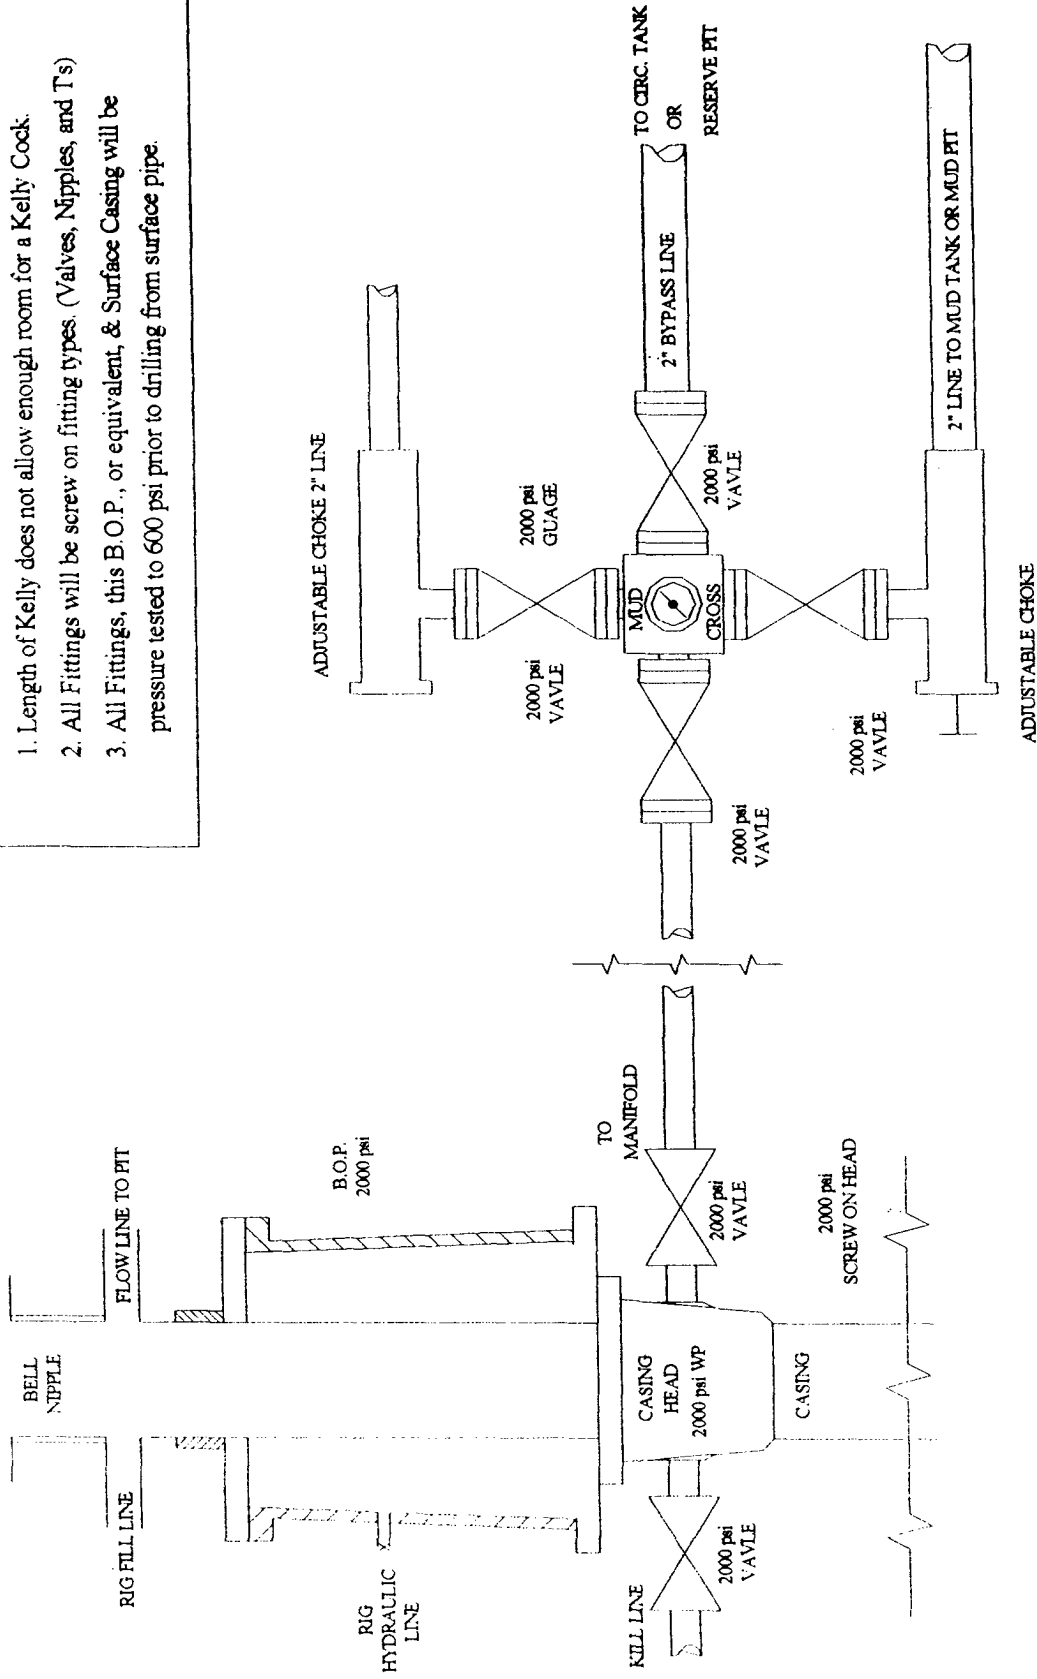 1. Length of Kelly does not allow enough room for a Kelly Cock.
2. All Fittings will be screw on fitting types. (Valves, Nipples, and T's)
3. All Fittings, this B.O.P., or equivalent, & Surface Casing will be
pressure tested to 600 psi prior to drilling from surface pipe.
BELL
NIPPLE
RIG FILL LINE
FLOW LINE TO PIT
B.O.P.
2000 psi
RIG
HYDRAULIC
LINE
KILL LINE
2000 psi
VAVLE
CASING
HEAD
2000 psi WP
TO
MANIFOLD
2000 psi
VAVLE
CASING
2000 psi
SCREW ON HEAD
ADJUSTABLE CHOKE 2" LINE
2000 psi
VAVLE
2000 psi
GUAGE
MUD
CROSS
2000 psi
VAVLE
2000 psi
VAVLE
2" BYPASS LINE
TO CIRC. TANK
OR
RESERVE PIT
2000 psi
VAVLE
2" LINE TO MUD TANK OR MUD PIT
ADJUSTABLE CHOKE